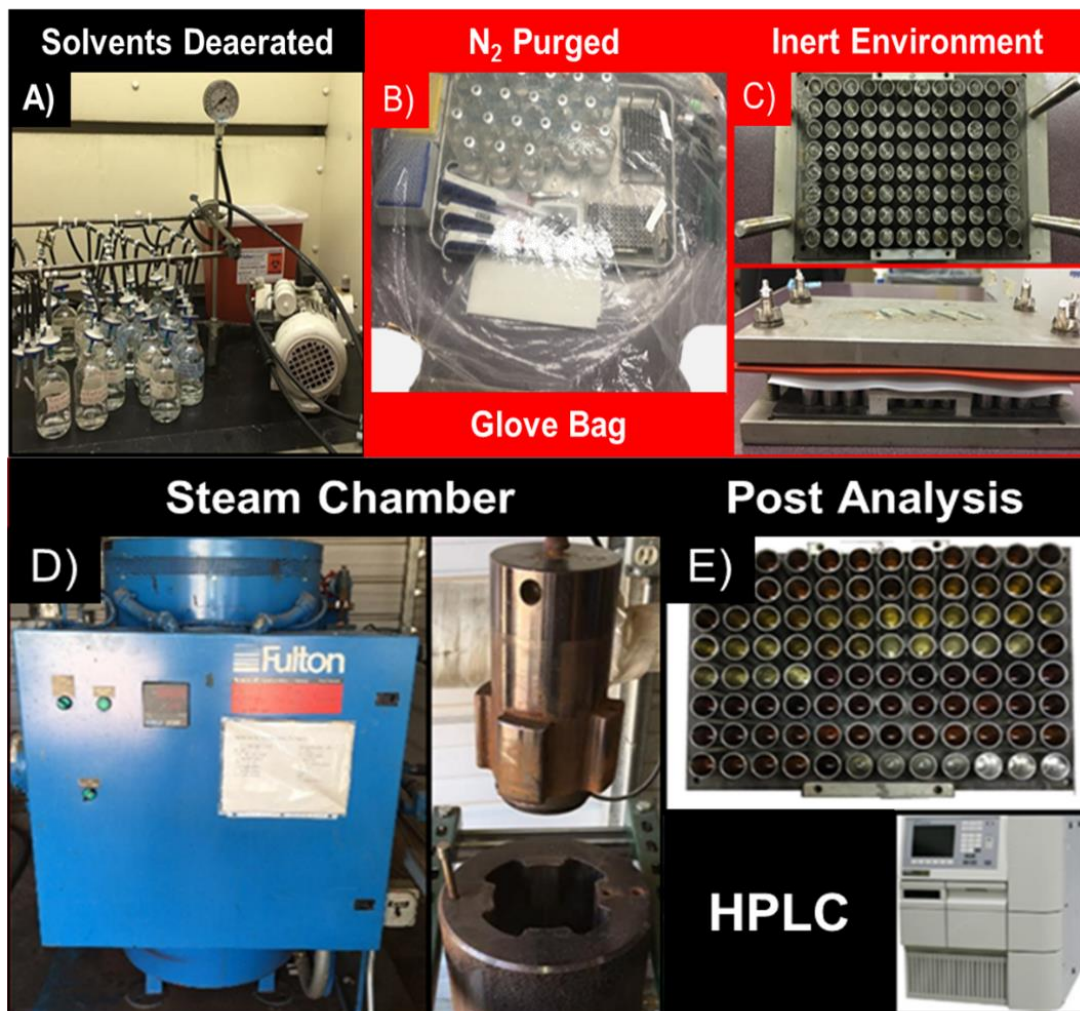 Solvents Deaerated
N₂ Purged
Inert Environment
A)
B)
C)
Glove Bag
Steam Chamber
Post Analysis
D)
E)
Fulton
HPLC